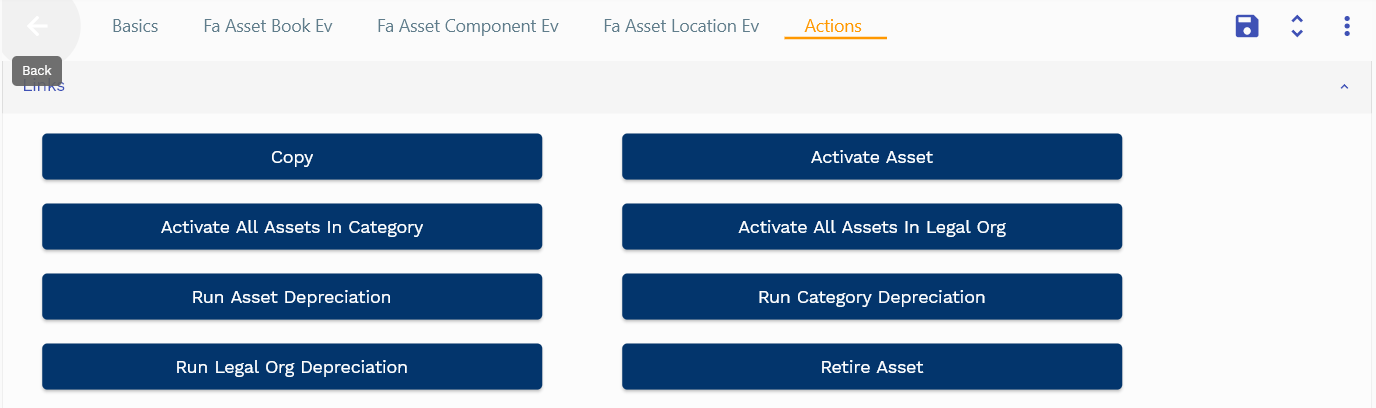 Basics Fa Asset Book Ev Fa Asset Component Ev Fa Asset Location Ev Actions
Back
Links
Copy Activate Asset
Activate All Assets In Category Activate All Assets In Legal Org
Run Asset Depreciation Run Category Depreciation
Run Legal Org Depreciation Retire Asset